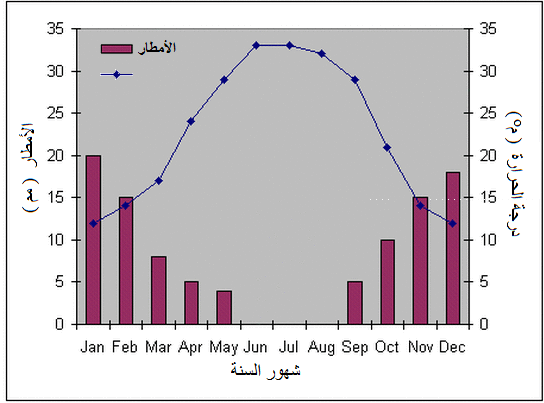 الأمطار
35 30 25 20 15 10 5 0
الأمطار ( مم )
35 30 25 20 15 10 5 0
درجة الحرارة ( م° )
Jan Feb Mar Apr May Jun Jul Aug Sep Oct Nov Dec
شهور السنة